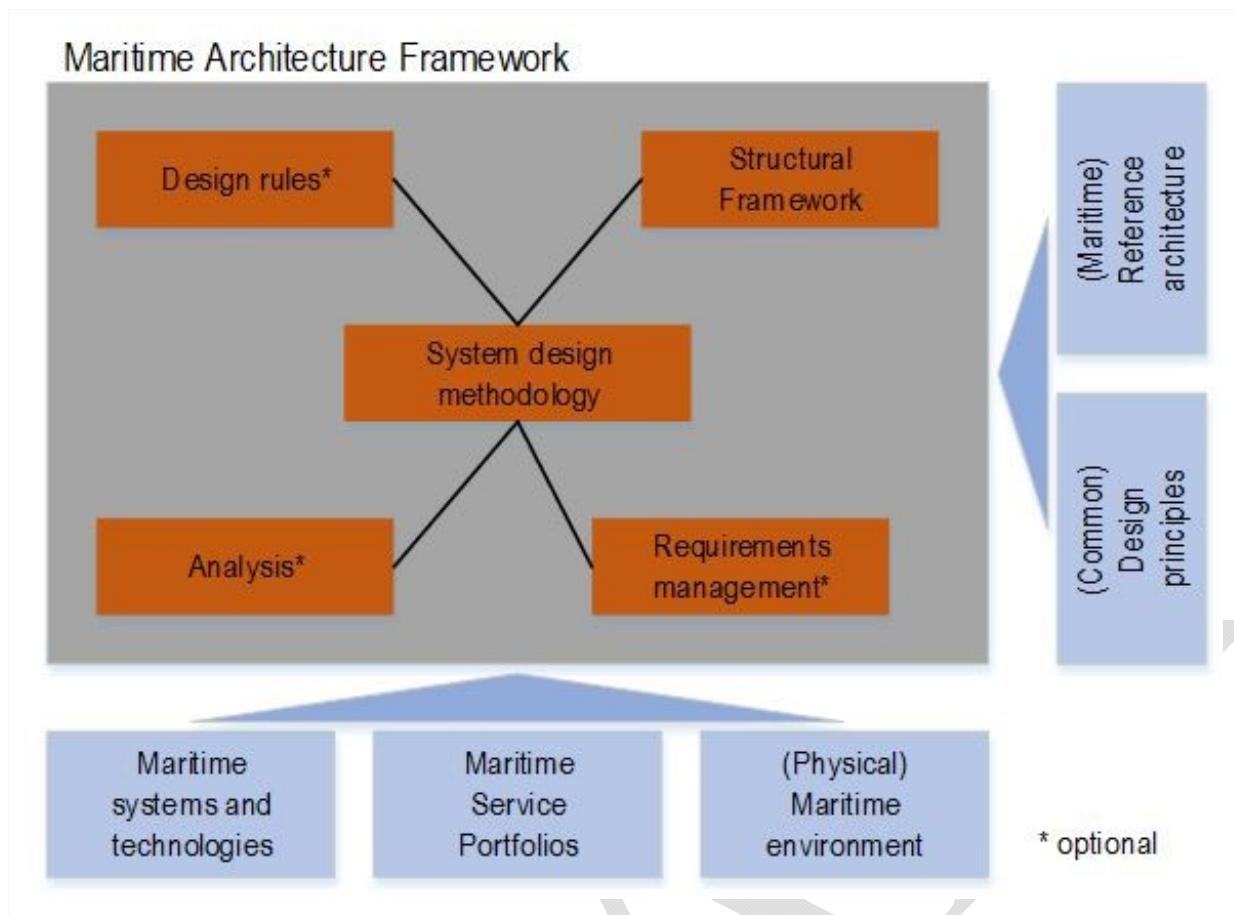 Maritime Architecture Framework
Design rules*
Structural
Framework
System design
methodology
Analysis*
Requirements
management*
(Maritime)
Reference
architecture
(Common)
Design
principles
Maritime
systems and
technologies
Maritime
Service
Portfolios
(Physical)
Maritime
environment
* optional